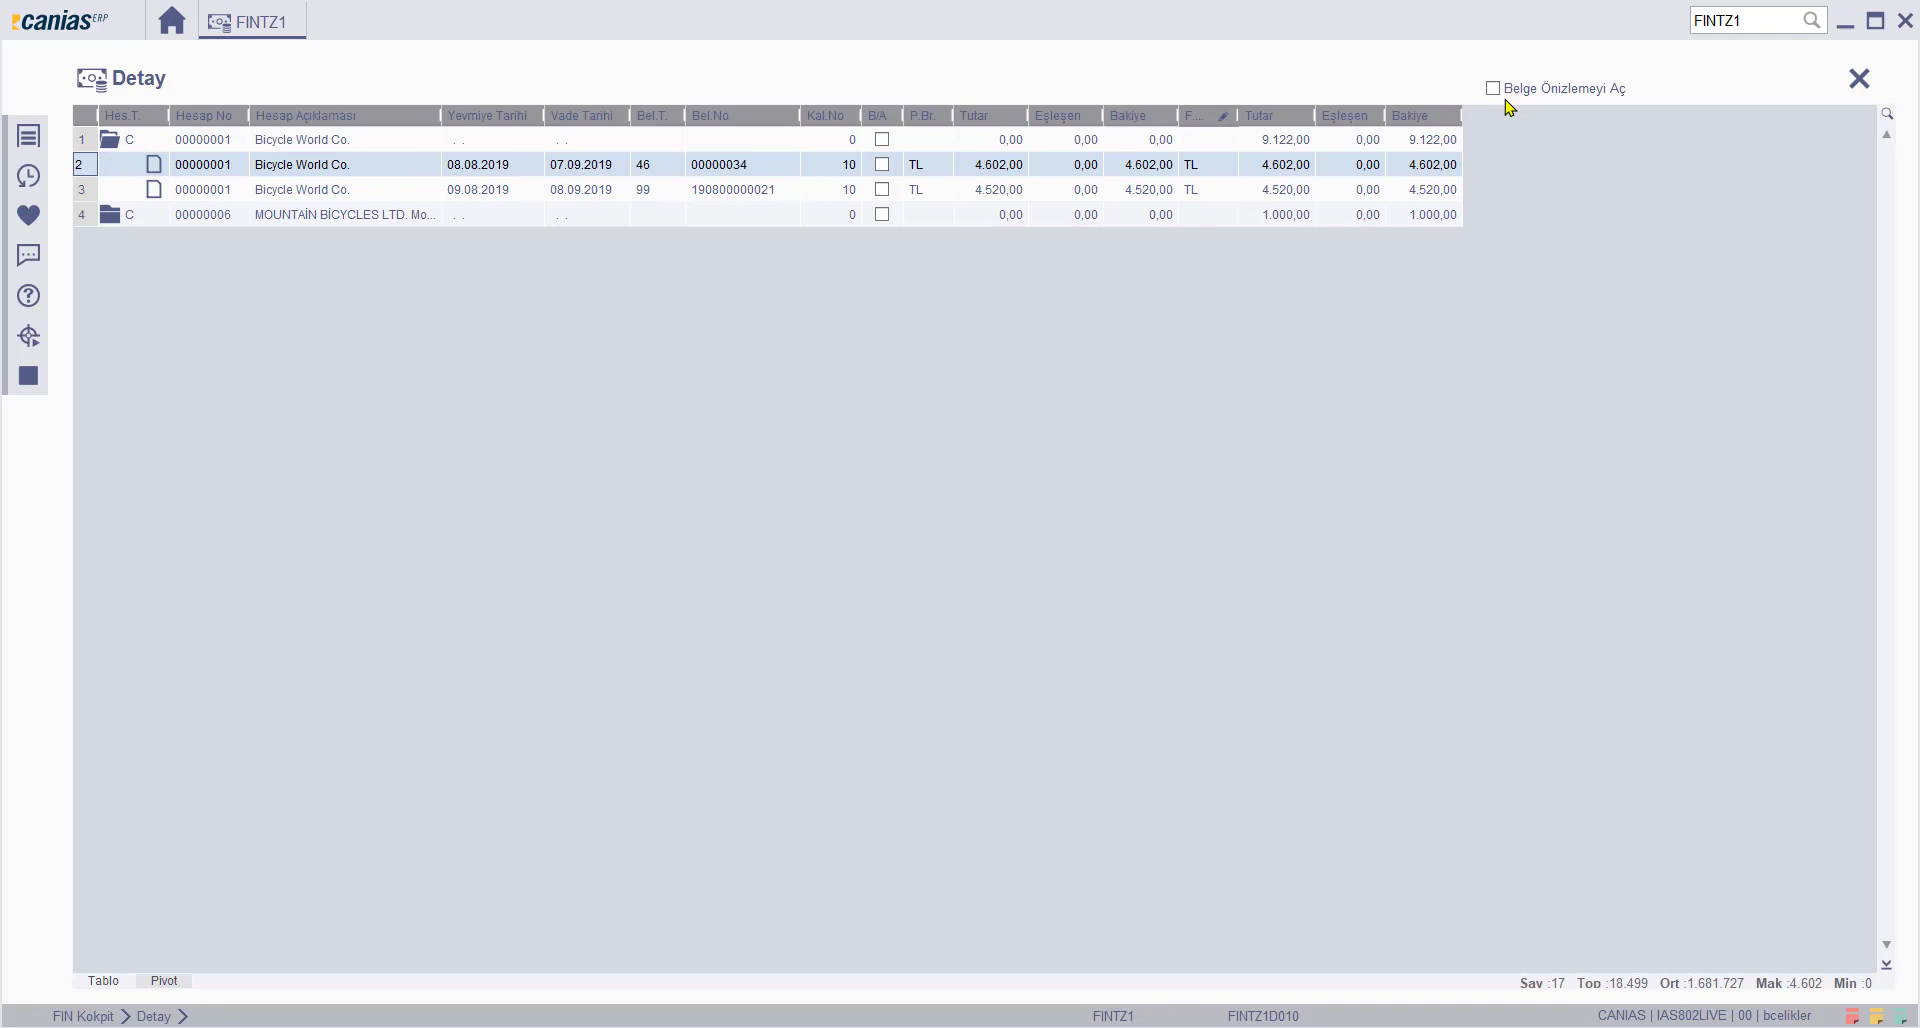 canias ERP FINTZ1 FINTZ1
Detay
Belge Önizlemeyi Aç
Hes.T. Hesap No Hesap Açıklaması Yevmiye Tarihi Vade Tarihi Bel.T. Bel.No Kal.No B/A P.Br. Tutar Eşleşen Bakiye F... Tutar Eşleşen Bakiye
1 C 00000001 Bicycle World Co. . . . . 0 0,00 0,00 0,00 9.122,00 0,00 9.122,00
2 00000001 Bicycle World Co. 08.08.2019 07.09.2019 46 00000034 10 TL 4.602,00 0,00 4.602,00 TL 4.602,00 0,00 4.602,00
3 00000001 Bicycle World Co. 09.08.2019 08.09.2019 99 190800000021 10 TL 4.520,00 0,00 4.520,00 TL 4.520,00 0,00 4.520,00
4 C 00000006 MOUNTAİN BİCYCLES LTD. Mo... . . . . 0 0,00 0,00 0,00 1.000,00 0,00 1.000,00
Tablo Pivot
Say :17 Top :18.499 Ort :1.681.727 Mak :4.602 Min :0
FIN Kokpit Detay FINTZ1 FINTZ1D010 CANIAS | IAS802LIVE | 00 | bcelikler